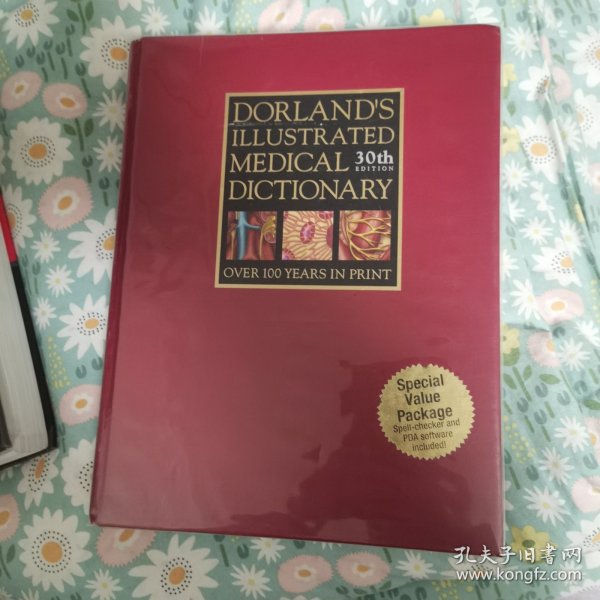 DORLAND'S
ILLUSTRATED
MEDICAL 30th
EDITION
DICTIONARY
OVER 100 YEARS IN PRINT
Special
Value
Package
Spell-checker and
PDA software
included!
孔夫子旧书网
www.kongfz.com